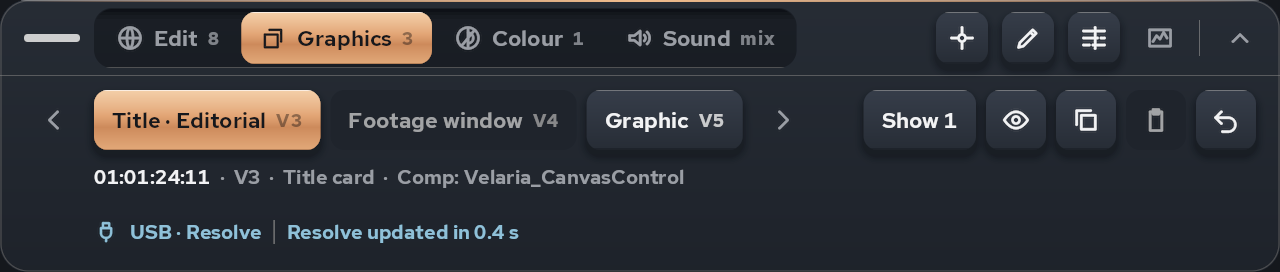 Edit 8 Graphics 3 Colour 1 Sound mix
Title · Editorial V3 Footage window V4 Graphic V5 Show 1
01:01:24:11 · V3 · Title card · Comp: Velaria_CanvasControl
USB · Resolve | Resolve updated in 0.4 s